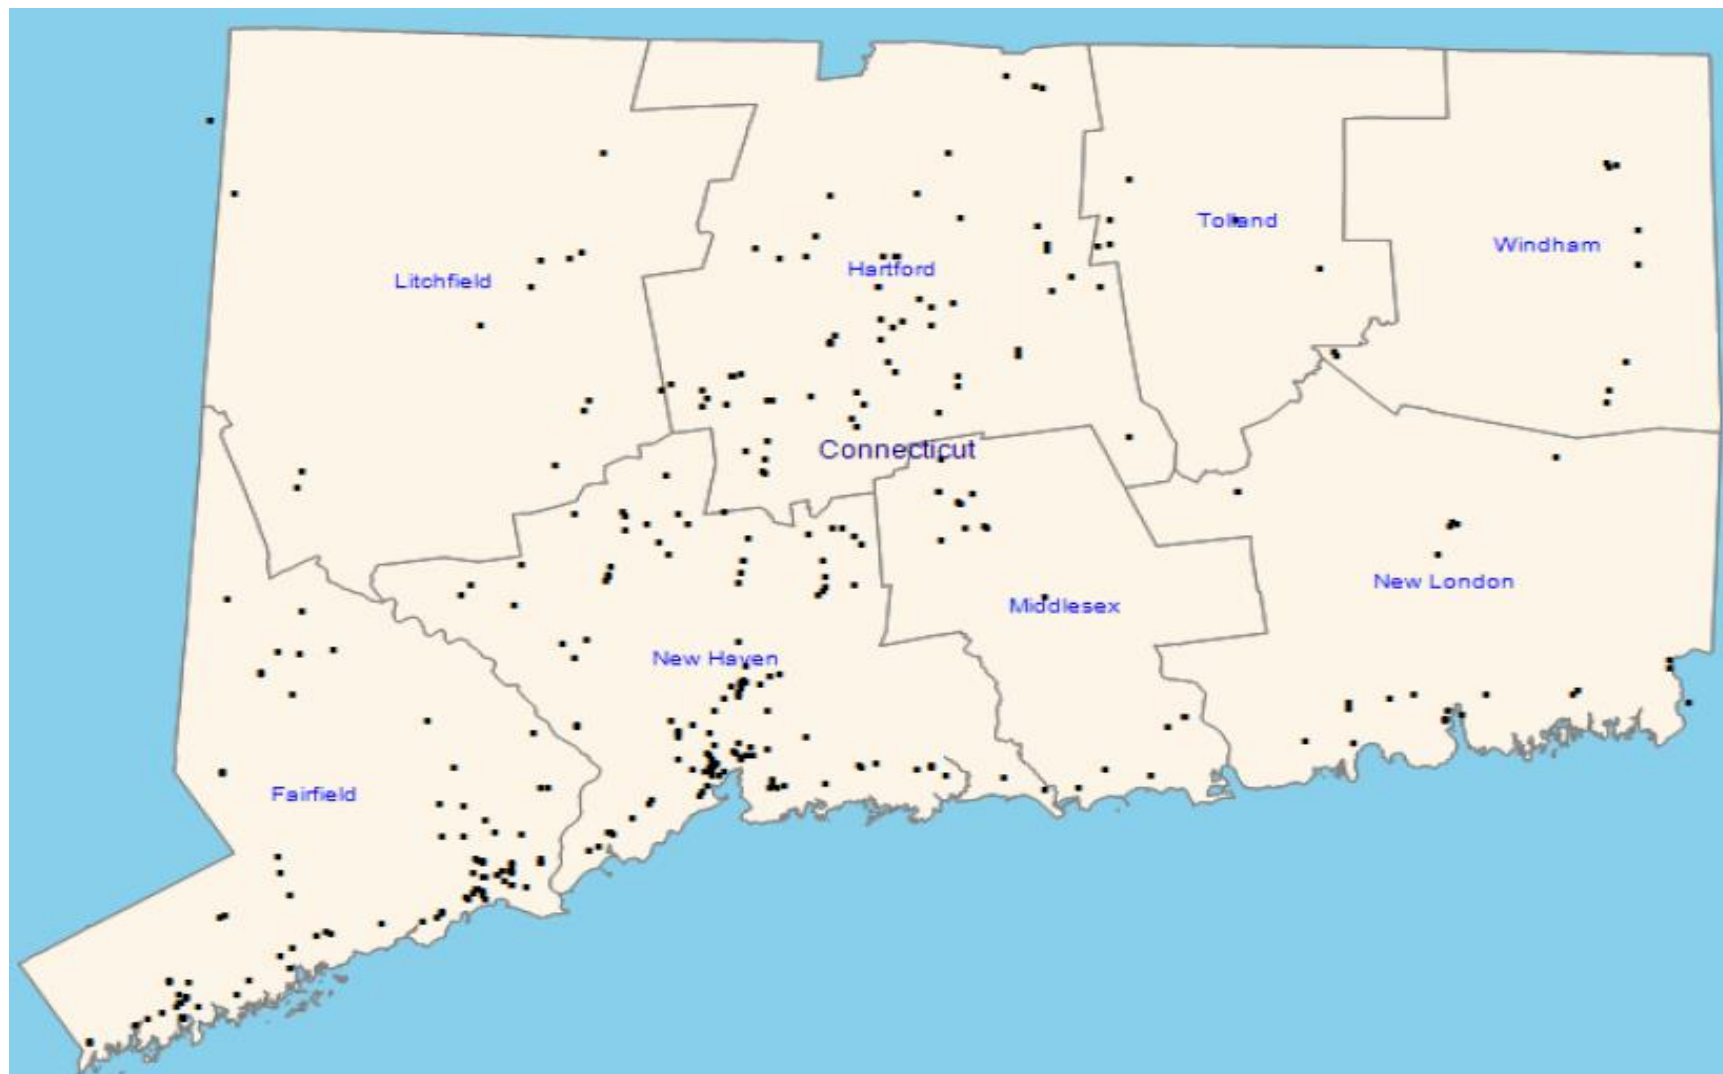 Tolland
Windham
Hartford
Litchfield
Connecticut
New London
Middlesex
New Haven
Fairfield